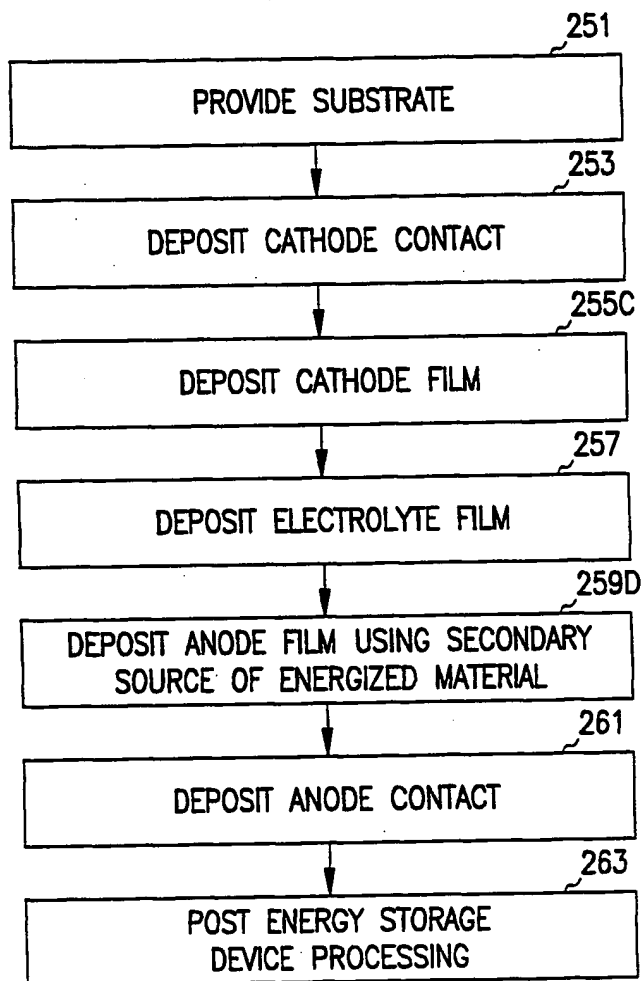 251
PROVIDE SUBSTRATE
253
DEPOSIT CATHODE CONTACT
255C
DEPOSIT CATHODE FILM
257
DEPOSIT ELECTROLYTE FILM
259D
DEPOSIT ANODE FILM USING SECONDARY
SOURCE OF ENERGIZED MATERIAL
261
DEPOSIT ANODE CONTACT
263
POST ENERGY STORAGE
DEVICE PROCESSING